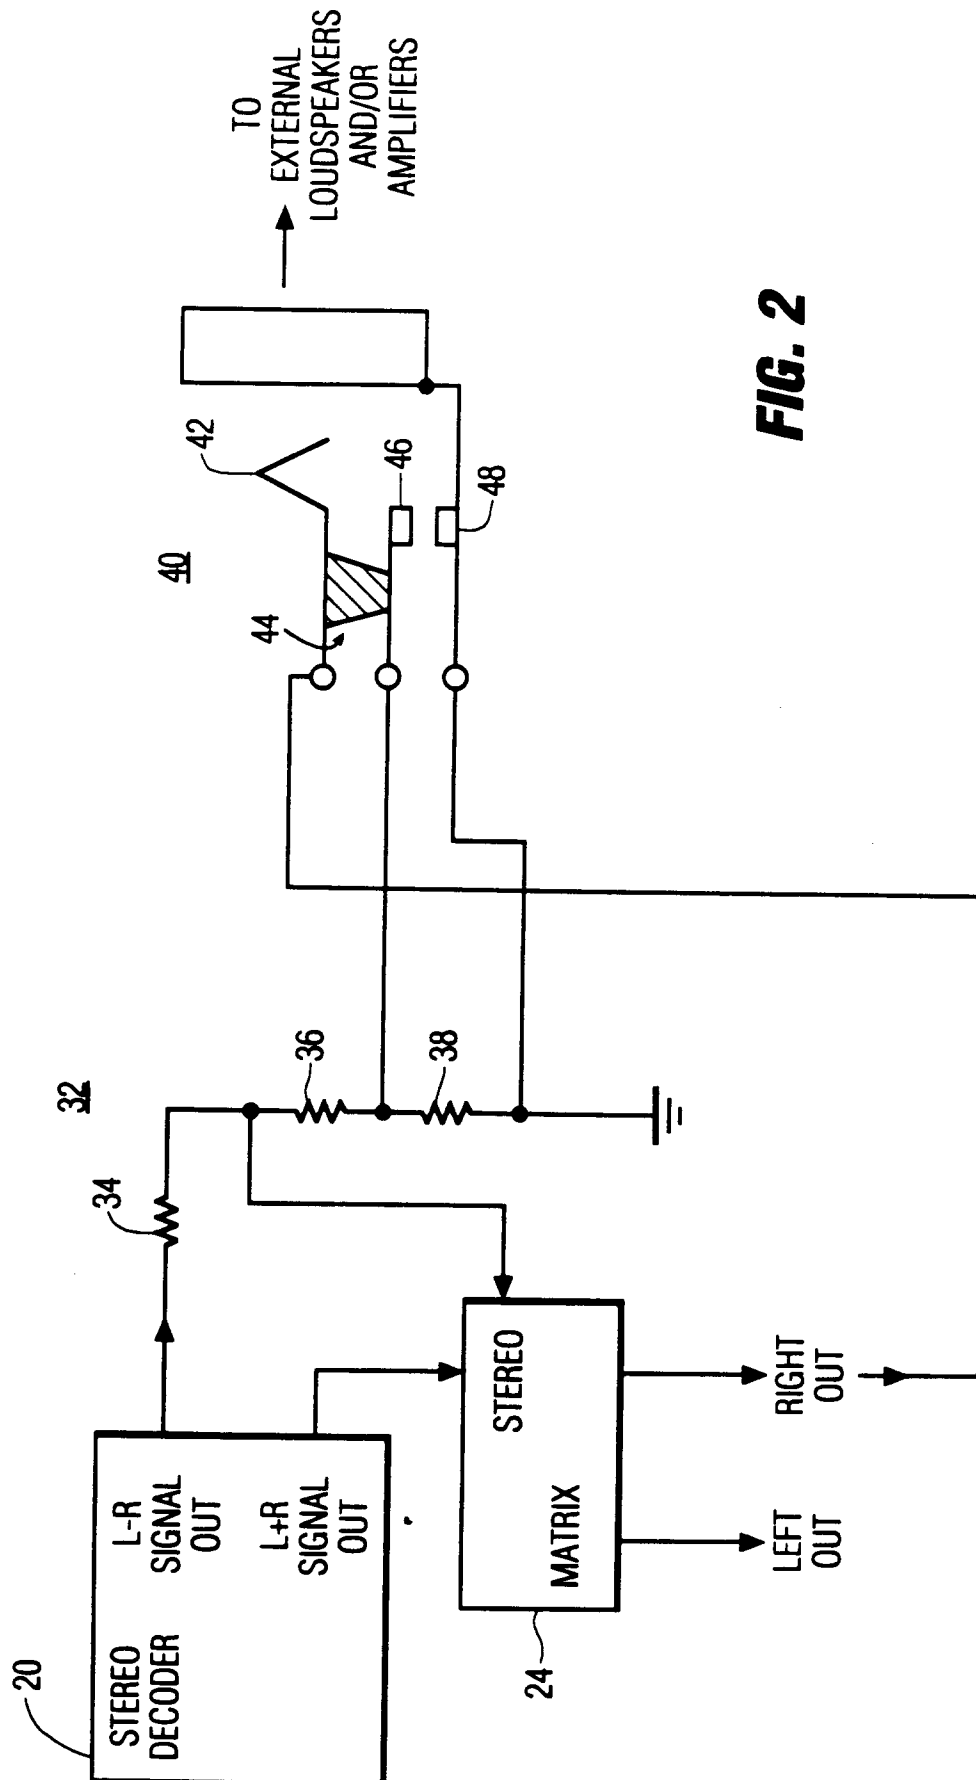 20
STEREO
DECODER
L-R
SIGNAL
OUT
L+R
SIGNAL
OUT
34
32
36
38
24
STEREO
MATRIX
LEFT
OUT
RIGHT
OUT
40
42
44
46
48
TO
EXTERNAL
LOUDSPEAKERS
AND/OR
AMPLIFIERS
FIG. 2